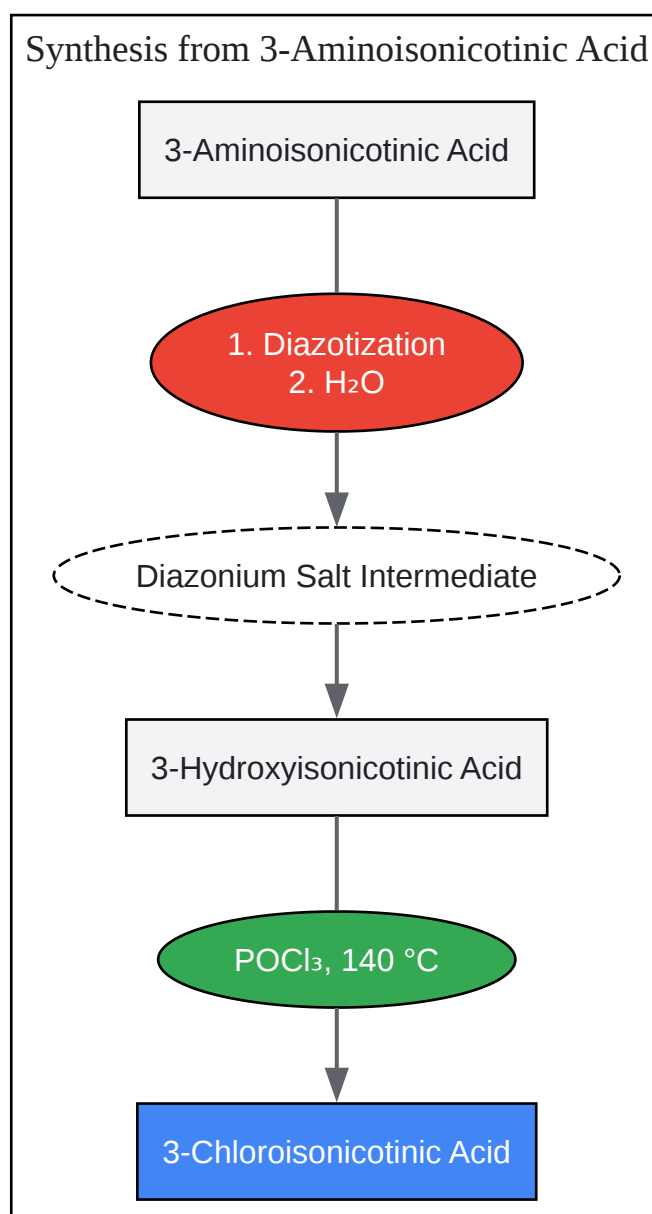 Synthesis from 3-Aminoisonicotinic Acid
3-Aminoisonicotinic Acid
1. Diazotization
2. H₂O
Diazonium Salt Intermediate
3-Hydroxyisonicotinic Acid
POCl₃, 140 °C
3-Chloroisonicotinic Acid